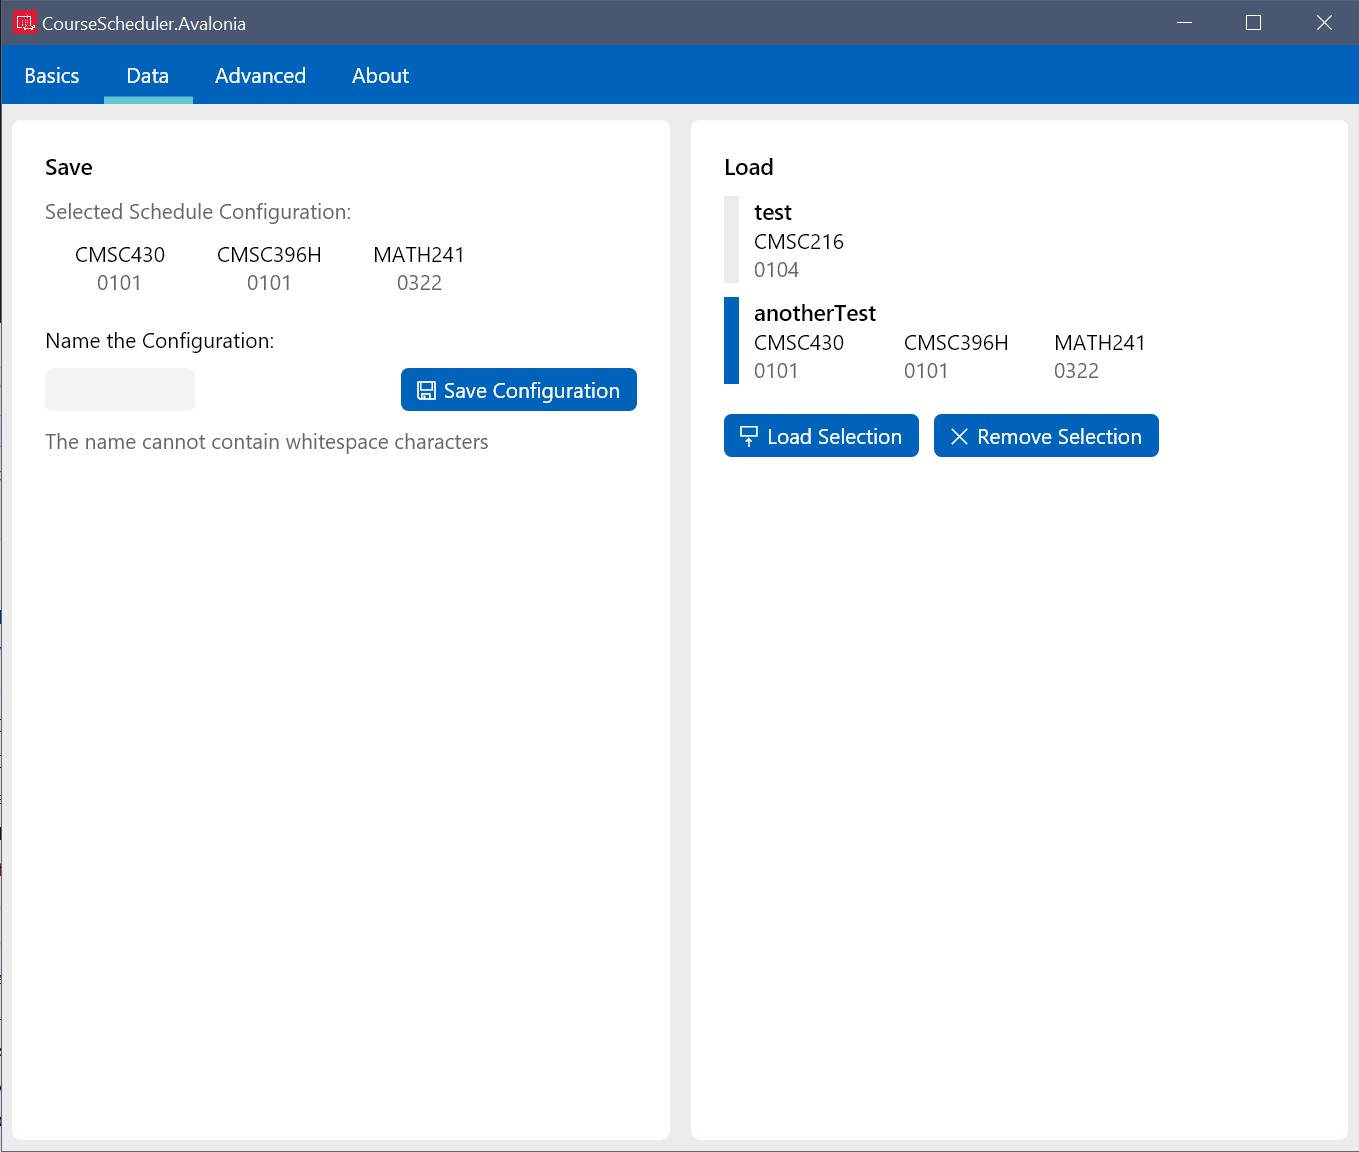 CourseScheduler.Avalonia
Basics Data Advanced About
Save
Selected Schedule Configuration:
CMSC430 CMSC396H MATH241
0101 0101 0322
Name the Configuration:
Save Configuration
The name cannot contain whitespace characters
Load
test
CMSC216
0104
anotherTest
CMSC430 CMSC396H MATH241
0101 0101 0322
Load Selection Remove Selection